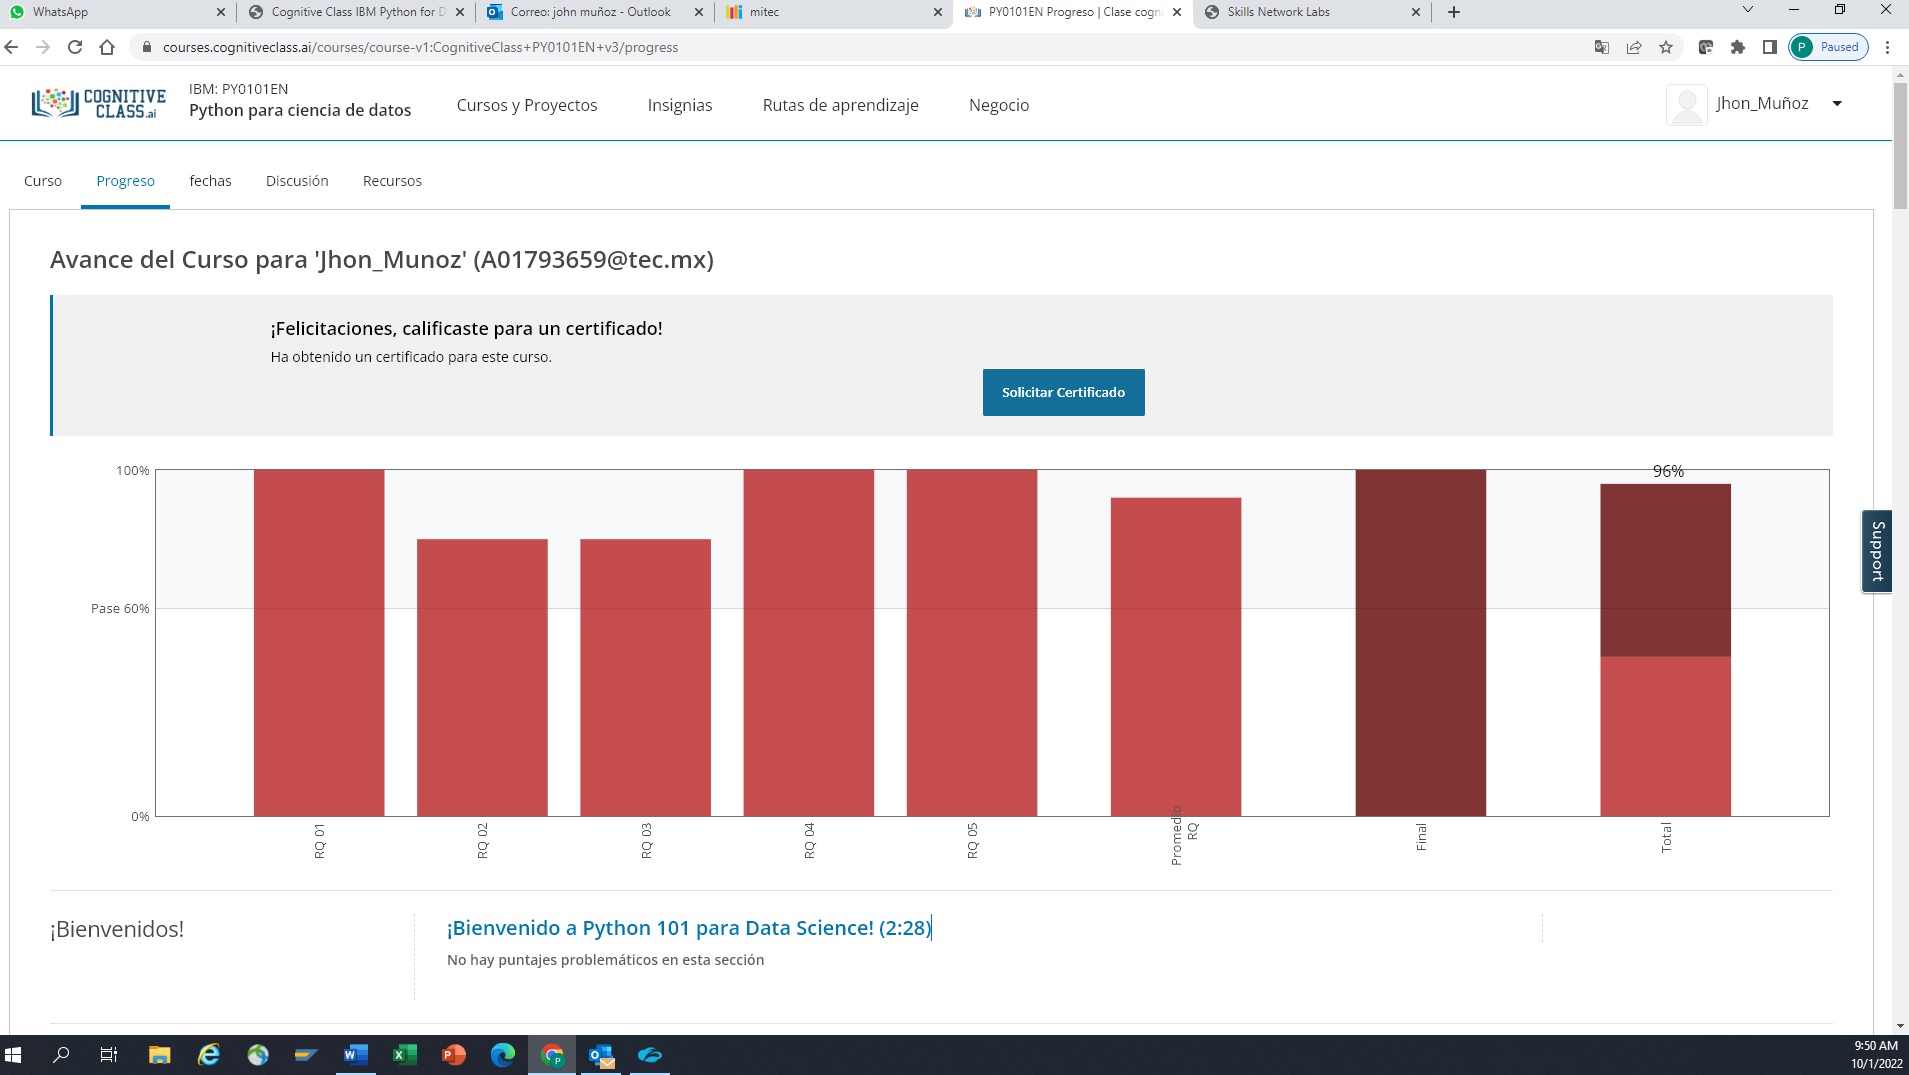 WhatsApp
Cognitive Class IBM Python for D
Correo: john muñoz - Outlook
mitec
PY0101EN Progreso | Clase cogni
Skills Network Labs
courses.cognitiveclass.ai/courses/course-v1:CognitiveClass+PY0101EN+v3/progress
P Paused
COGNITIVE
CLASS.ai
IBM: PY0101EN
Python para ciencia de datos
Cursos y Proyectos
Insignias
Rutas de aprendizaje
Negocio
Jhon_Muñoz
Curso
Progreso
fechas
Discusión
Recursos
Avance del Curso para 'Jhon_Munoz' (A01793659@tec.mx)
¡Felicitaciones, calificaste para un certificado!
Ha obtenido un certificado para este curso.
Solicitar Certificado
100%
96%
Pase 60%
0%
RQ 01
RQ 02
RQ 03
RQ 04
RQ 05
Promedio
RQ
Final
Total
Support
¡Bienvenidos!
¡Bienvenido a Python 101 para Data Science! (2:28)
No hay puntajes problemáticos en esta sección
9:50 AM
10/1/2022